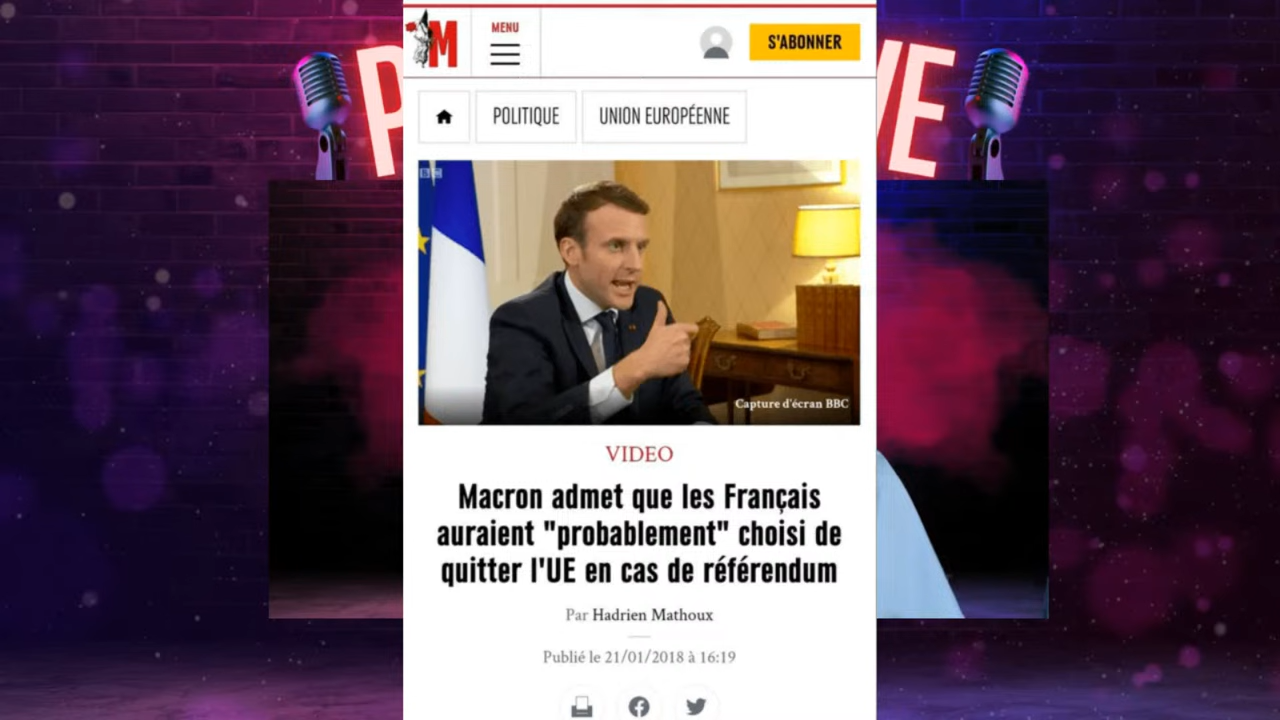 M
MENU
S'ABONNER
POLITIQUE
UNION EUROPÉENNE
BBC
Capture d'écran BBC
VIDEO
Macron admet que les Français
auraient "probablement" choisi de
quitter l'UE en cas de référendum
Par Hadrien Mathoux
Publié le 21/01/2018 à 16:19